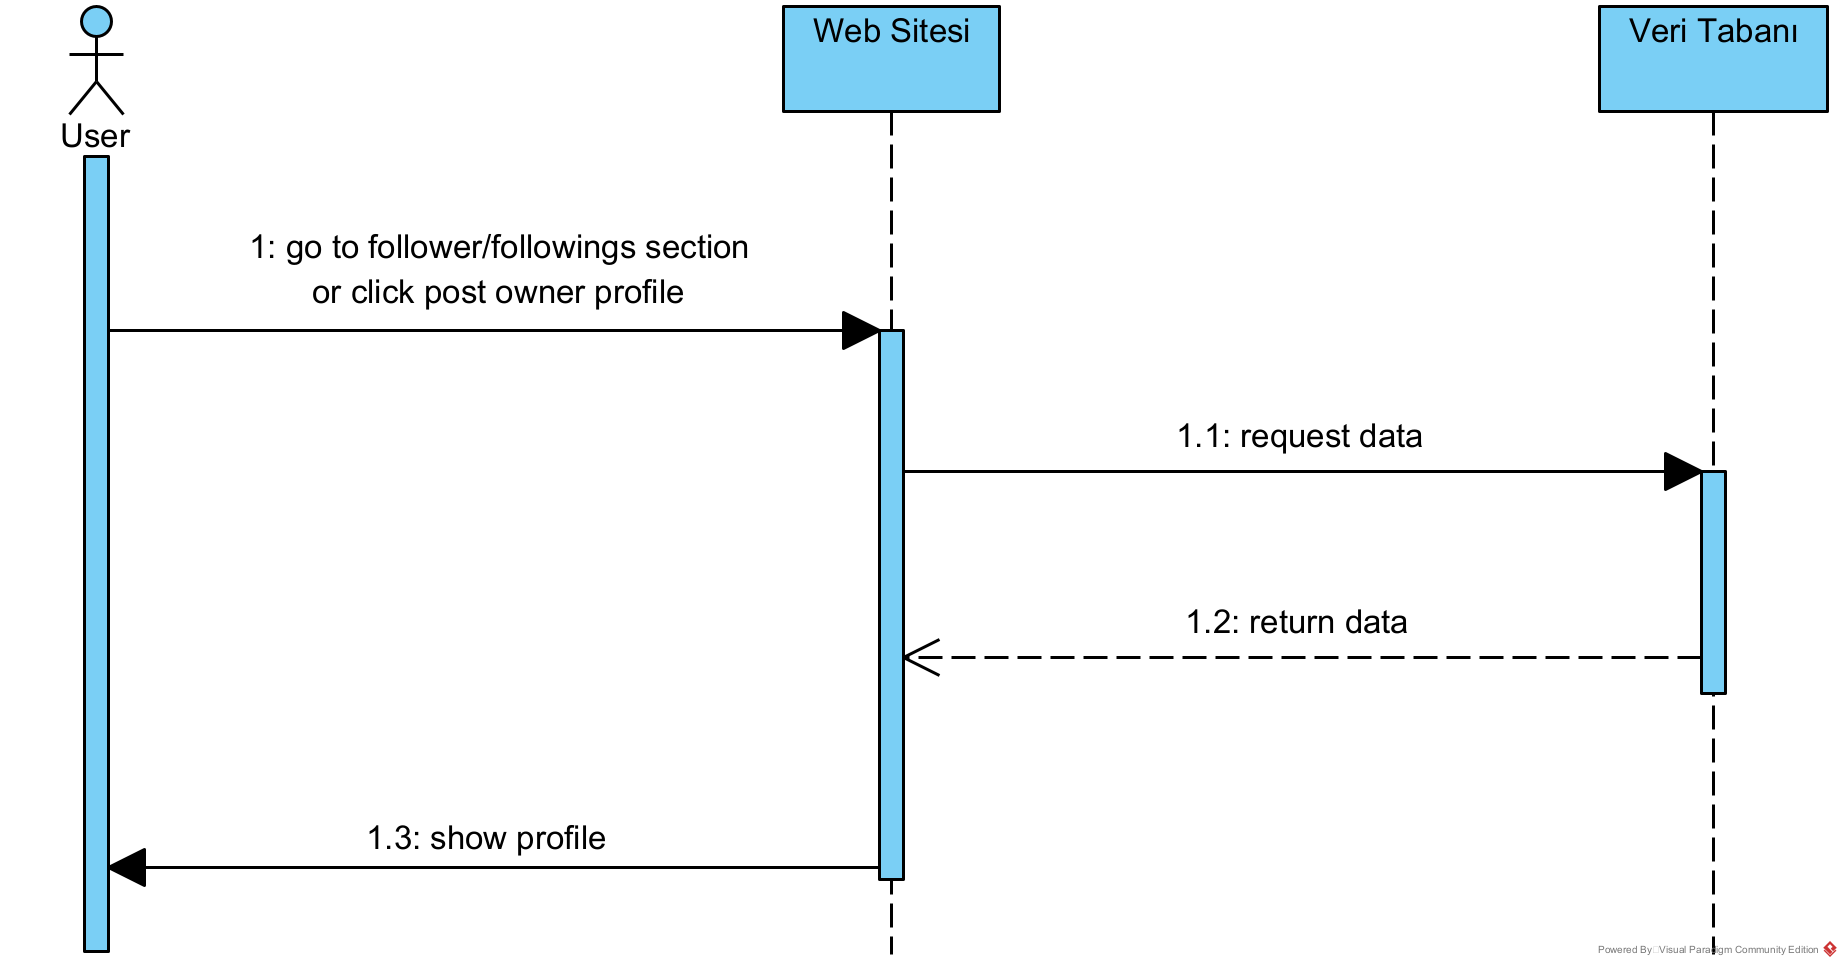 Web Sitesi
Veri Tabanı
User
1: go to follower/followings section
or click post owner profile
1.1: request data
1.2: return data
1.3: show profile
Powered By Visual Paradigm Community Edition